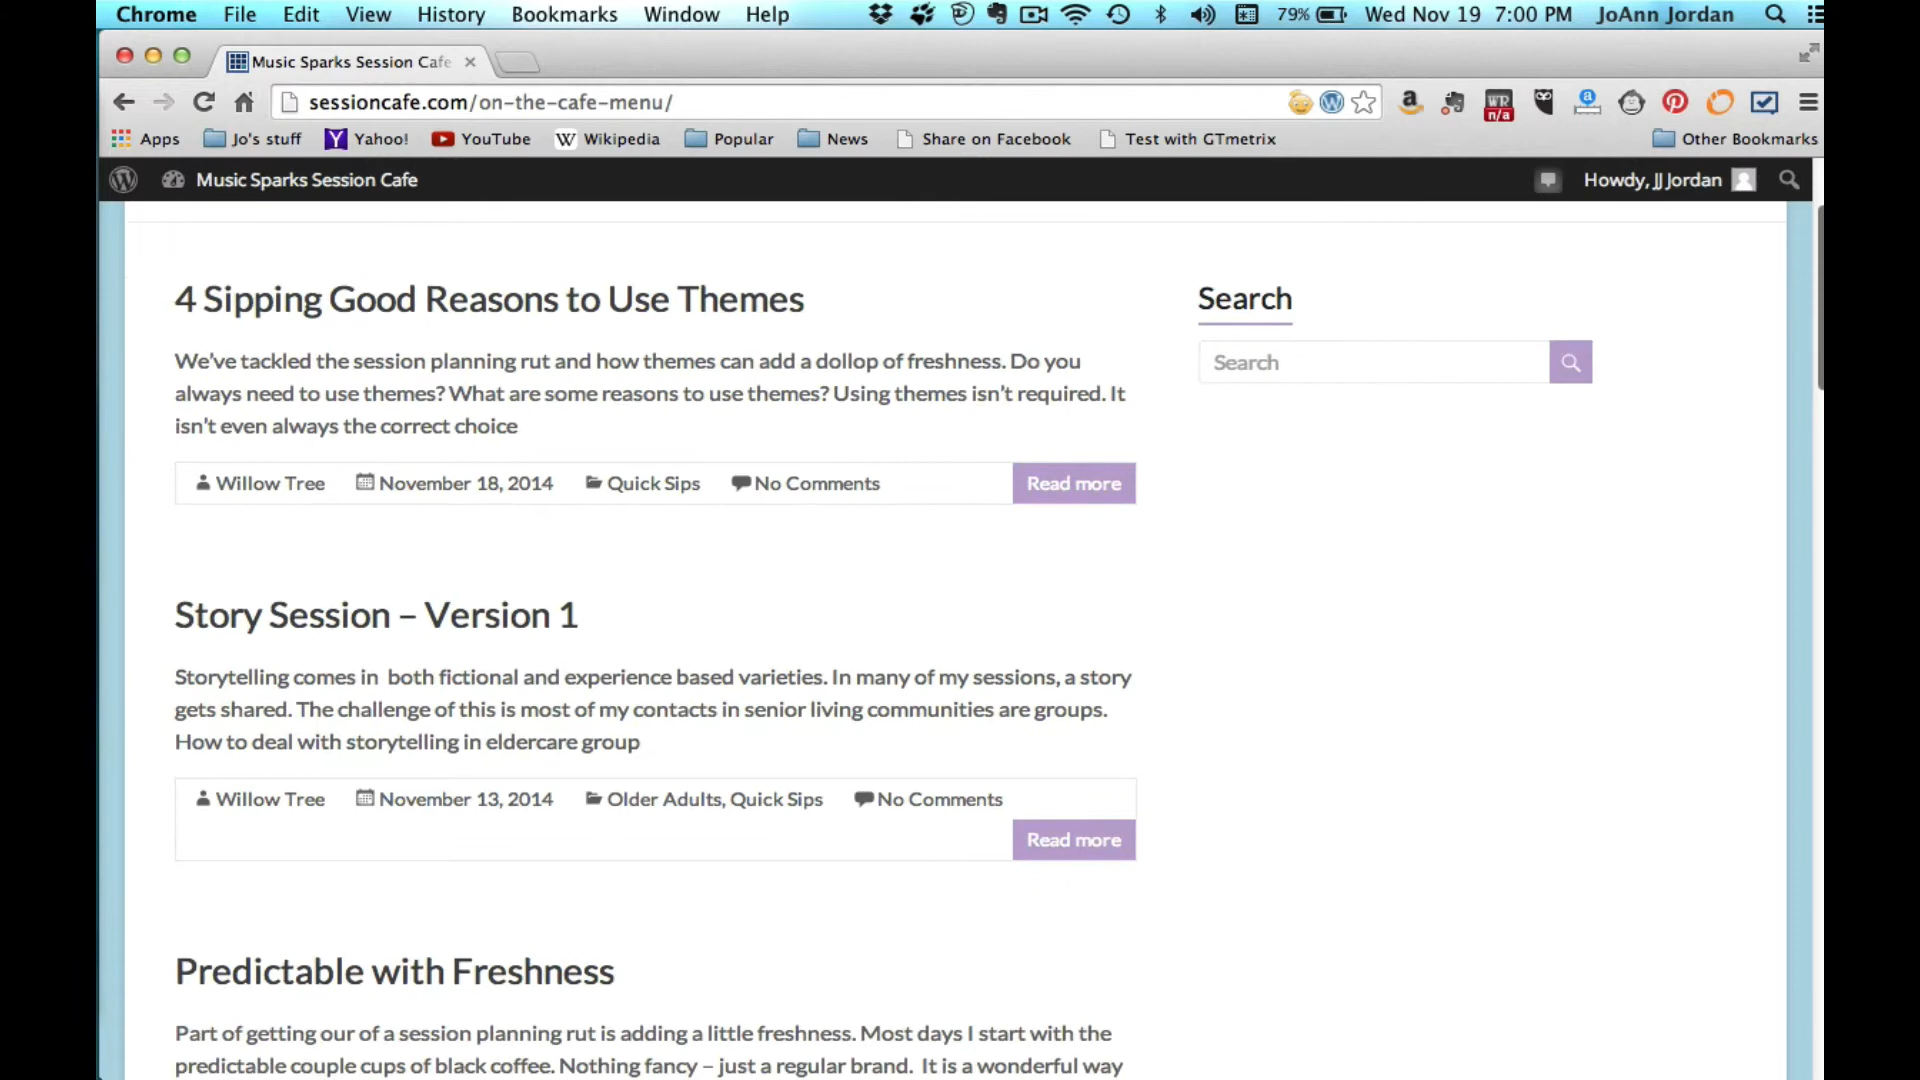 Chrome File Edit View History Bookmarks Window Help 79% Wed Nov 19 7:00 PM JoAnn Jordan
Music Sparks Session Cafe
sessioncafe.com/on-the-cafe-menu/
WR n/a
Apps Jo's stuff Yahoo! YouTube Wikipedia Popular News Share on Facebook Test with GTmetrix Other Bookmarks
Music Sparks Session Cafe Howdy, JJ Jordan
4 Sipping Good Reasons to Use Themes
We've tackled the session planning rut and how themes can add a dollop of freshness. Do you
always need to use themes? What are some reasons to use themes? Using themes isn't required. It
isn't even always the correct choice
Willow Tree November 18, 2014 Quick Sips No Comments Read more
Search
Search
Story Session – Version 1
Storytelling comes in both fictional and experience based varieties. In many of my sessions, a story
gets shared. The challenge of this is most of my contacts in senior living communities are groups.
How to deal with storytelling in eldercare group
Willow Tree November 13, 2014 Older Adults, Quick Sips No Comments
Read more
Predictable with Freshness
Part of getting our of a session planning rut is adding a little freshness. Most days I start with the
predictable couple cups of black coffee. Nothing fancy – just a regular brand. It is a wonderful way